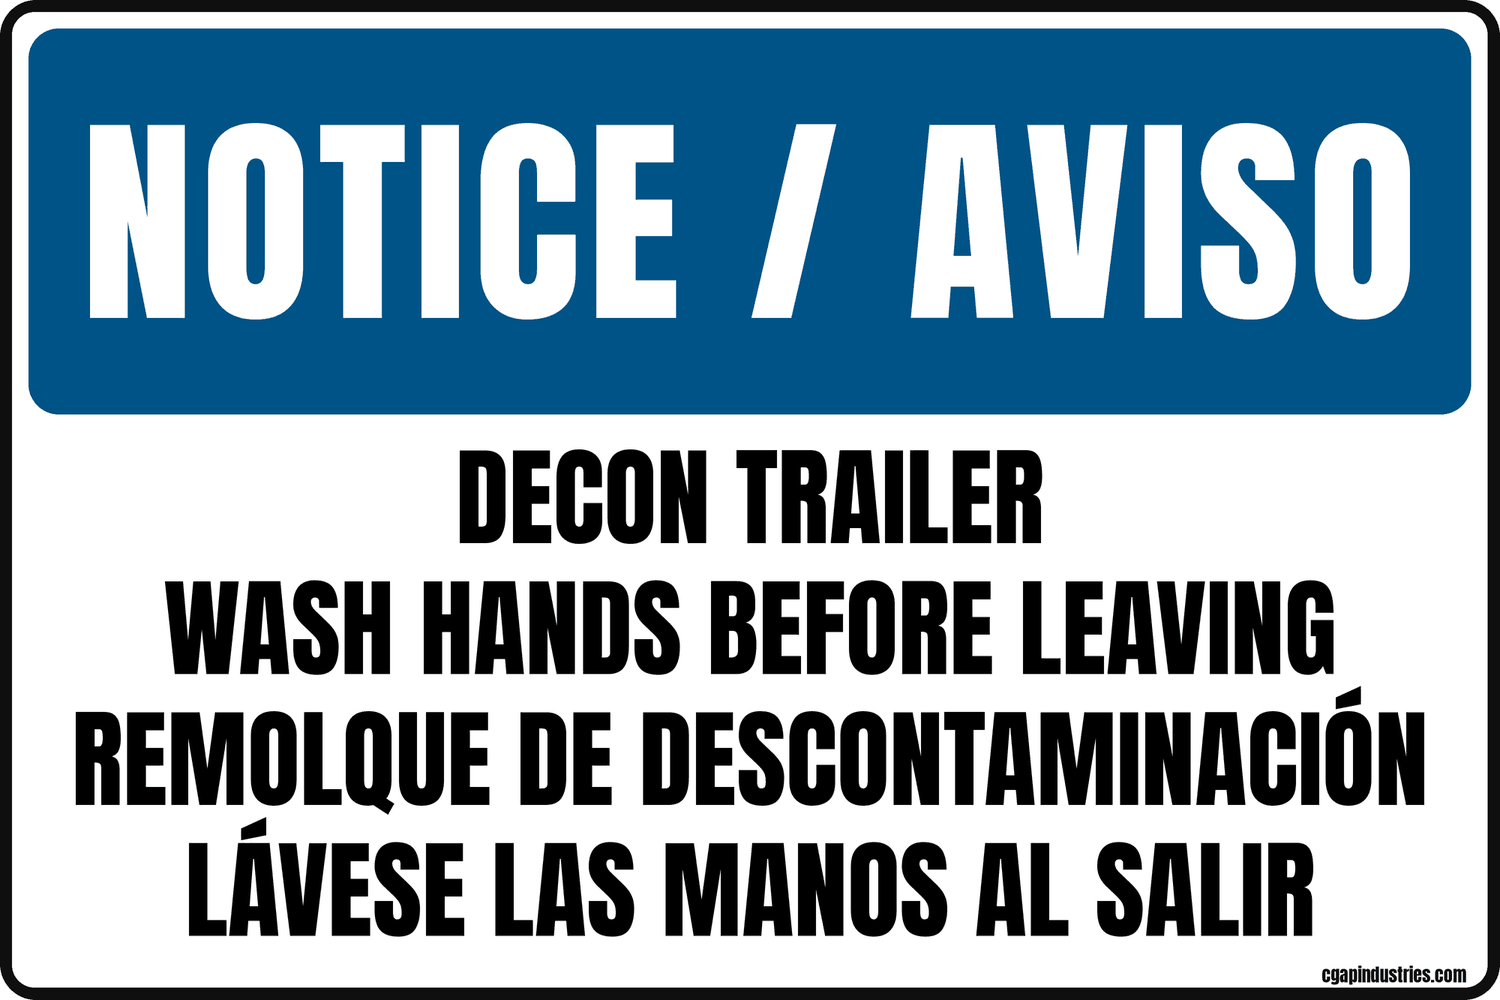 NOTICE / AVISO
DECON TRAILER
WASH HANDS BEFORE LEAVING
REMOLQUE DE DESCONTAMINACIÓN
LÁVESE LAS MANOS AL SALIR
cgapindustries.com